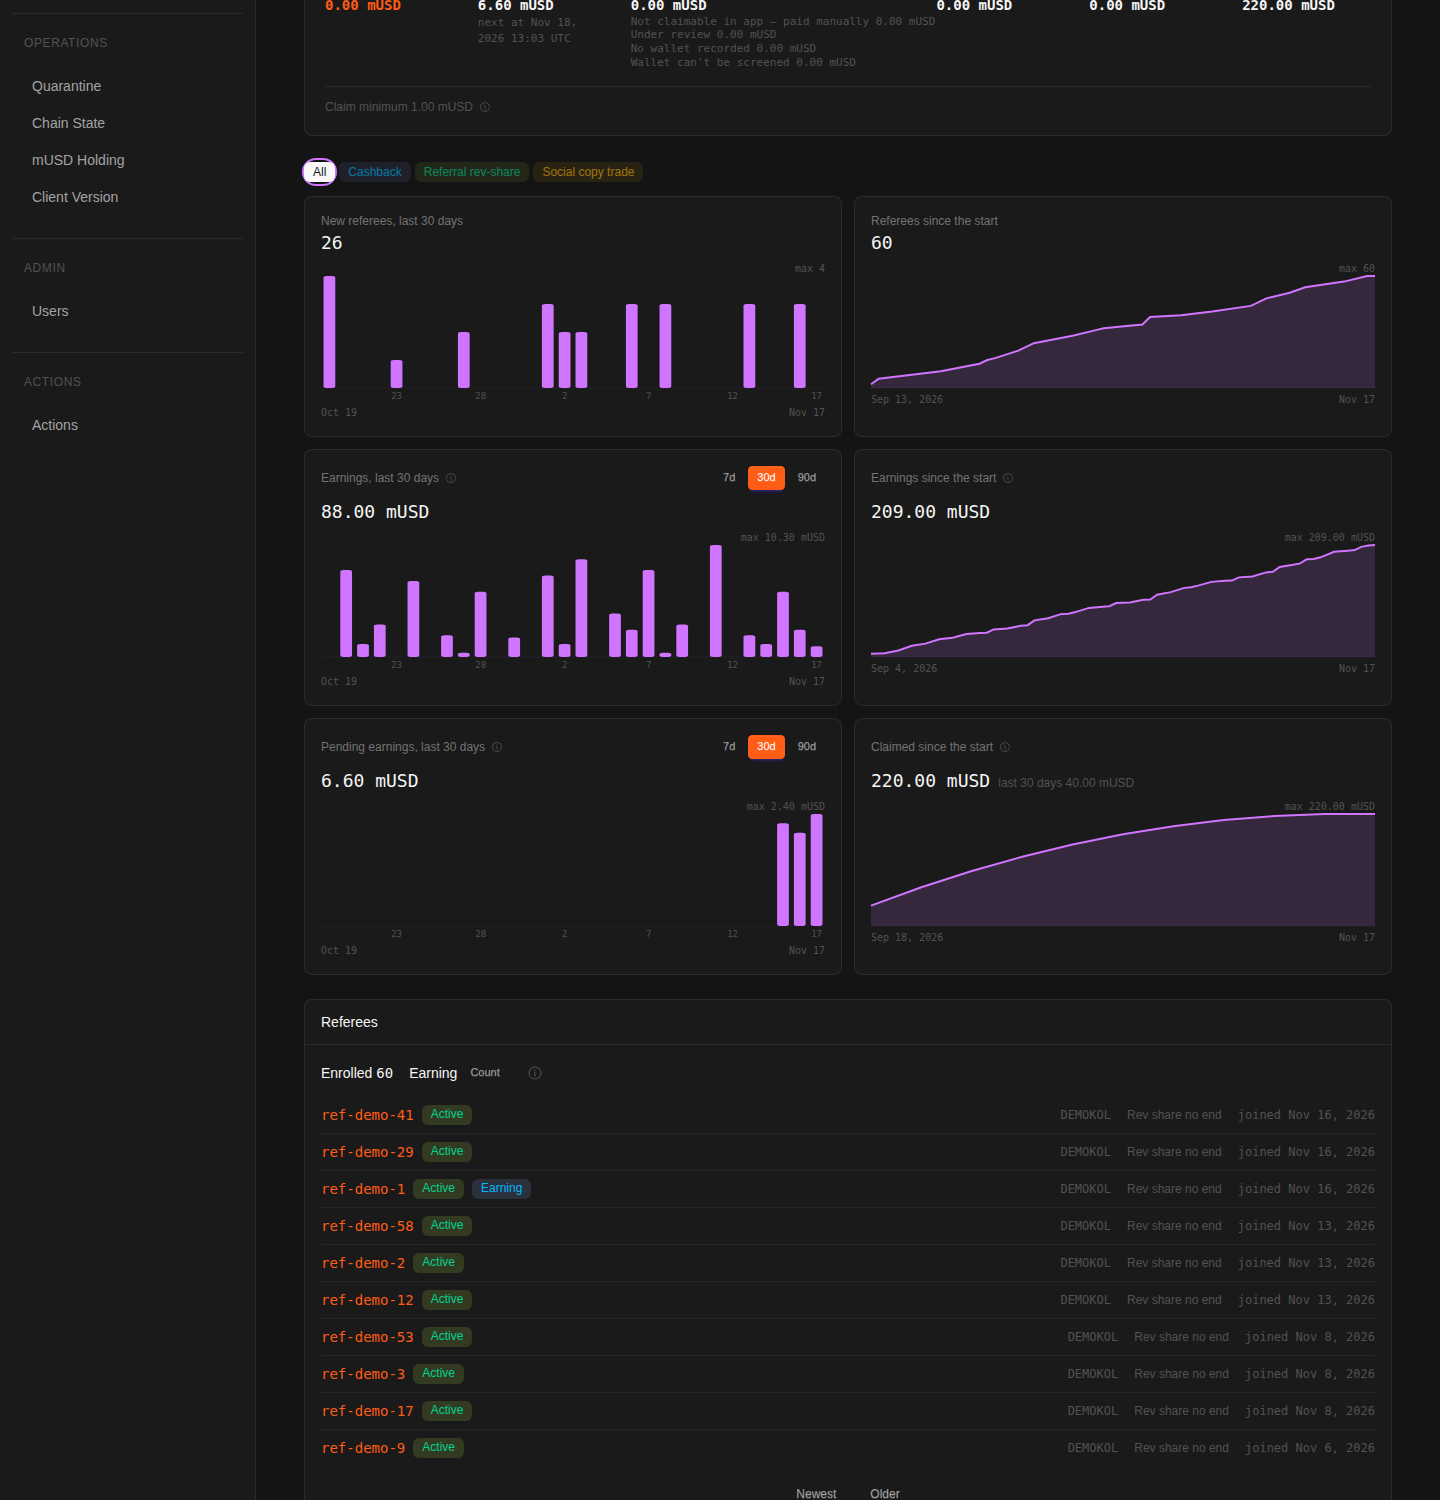 OPERATIONS
Quarantine
Chain State
mUSD Holding
Client Version
ADMIN
Users
ACTIONS
Actions
0.00 mUSD
6.60 mUSD
next at Nov 18,
2026 13:03 UTC
0.00 mUSD
Not claimable in app — paid manually 0.00 mUSD
Under review 0.00 mUSD
No wallet recorded 0.00 mUSD
Wallet can't be screened 0.00 mUSD
0.00 mUSD
0.00 mUSD
220.00 mUSD
Claim minimum 1.00 mUSD
All Cashback Referral rev-share Social copy trade
New referees, last 30 days
26
max 4
23 28 2 7 12 17
Oct 19 Nov 17
Referees since the start
60
max 60
Sep 13, 2026 Nov 17
Earnings, last 30 days 7d 30d 90d
88.00 mUSD
max 10.30 mUSD
23 28 2 7 12 17
Oct 19 Nov 17
Earnings since the start
209.00 mUSD
max 209.00 mUSD
Sep 4, 2026 Nov 17
Pending earnings, last 30 days 7d 30d 90d
6.60 mUSD
max 2.40 mUSD
23 28 2 7 12 17
Oct 19 Nov 17
Claimed since the start
220.00 mUSD last 30 days 40.00 mUSD
max 220.00 mUSD
Sep 18, 2026 Nov 17
Referees
Enrolled 60 Earning Count
ref-demo-41 Active DEMOKOL Rev share no end joined Nov 16, 2026
ref-demo-29 Active DEMOKOL Rev share no end joined Nov 16, 2026
ref-demo-1 Active Earning DEMOKOL Rev share no end joined Nov 16, 2026
ref-demo-58 Active DEMOKOL Rev share no end joined Nov 13, 2026
ref-demo-2 Active DEMOKOL Rev share no end joined Nov 13, 2026
ref-demo-12 Active DEMOKOL Rev share no end joined Nov 13, 2026
ref-demo-53 Active DEMOKOL Rev share no end joined Nov 8, 2026
ref-demo-3 Active DEMOKOL Rev share no end joined Nov 8, 2026
ref-demo-17 Active DEMOKOL Rev share no end joined Nov 8, 2026
ref-demo-9 Active DEMOKOL Rev share no end joined Nov 6, 2026
Newest Older